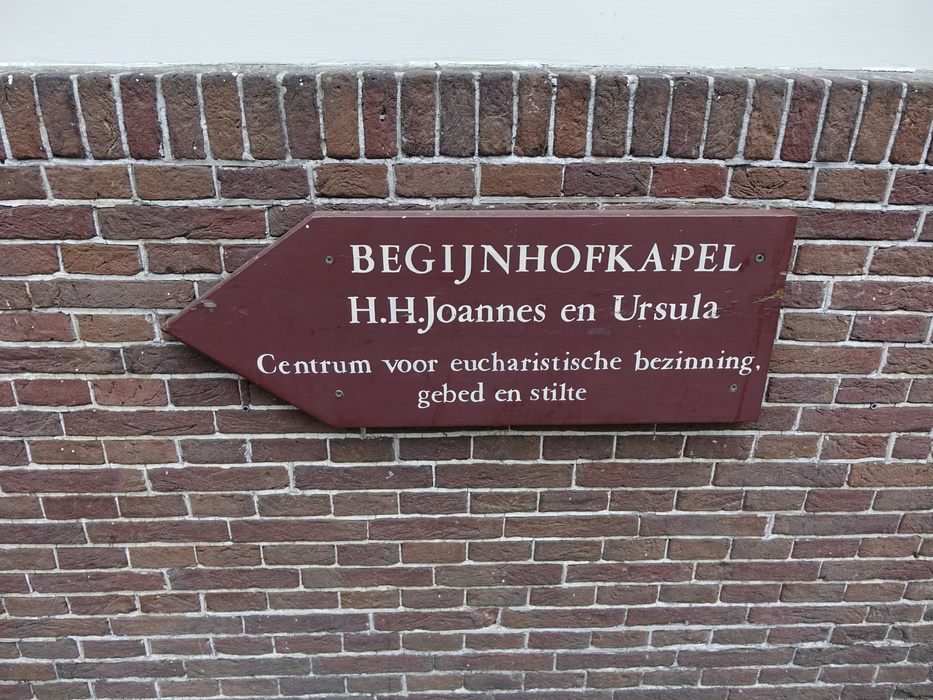 BEGIJNHOFKAPEL
H.H.Joannes en Ursula
Centrum voor eucharistische bezinning,
gebed en stilte